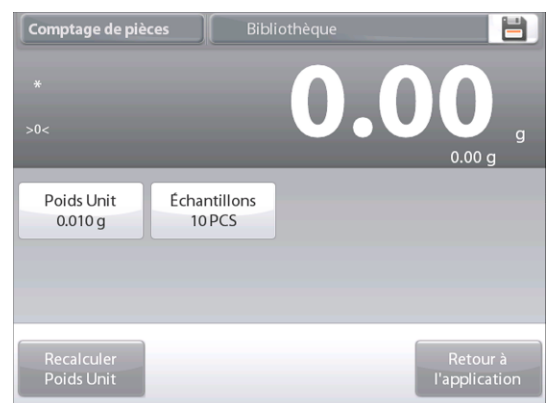 Comptage de pièces
Bibliothèque
*
0.00 g
>0<
0.00 g
Poids Unit
0.010 g
Échantillons
10 PCS
Recalculer
Poids Unit
Retour à
l'application